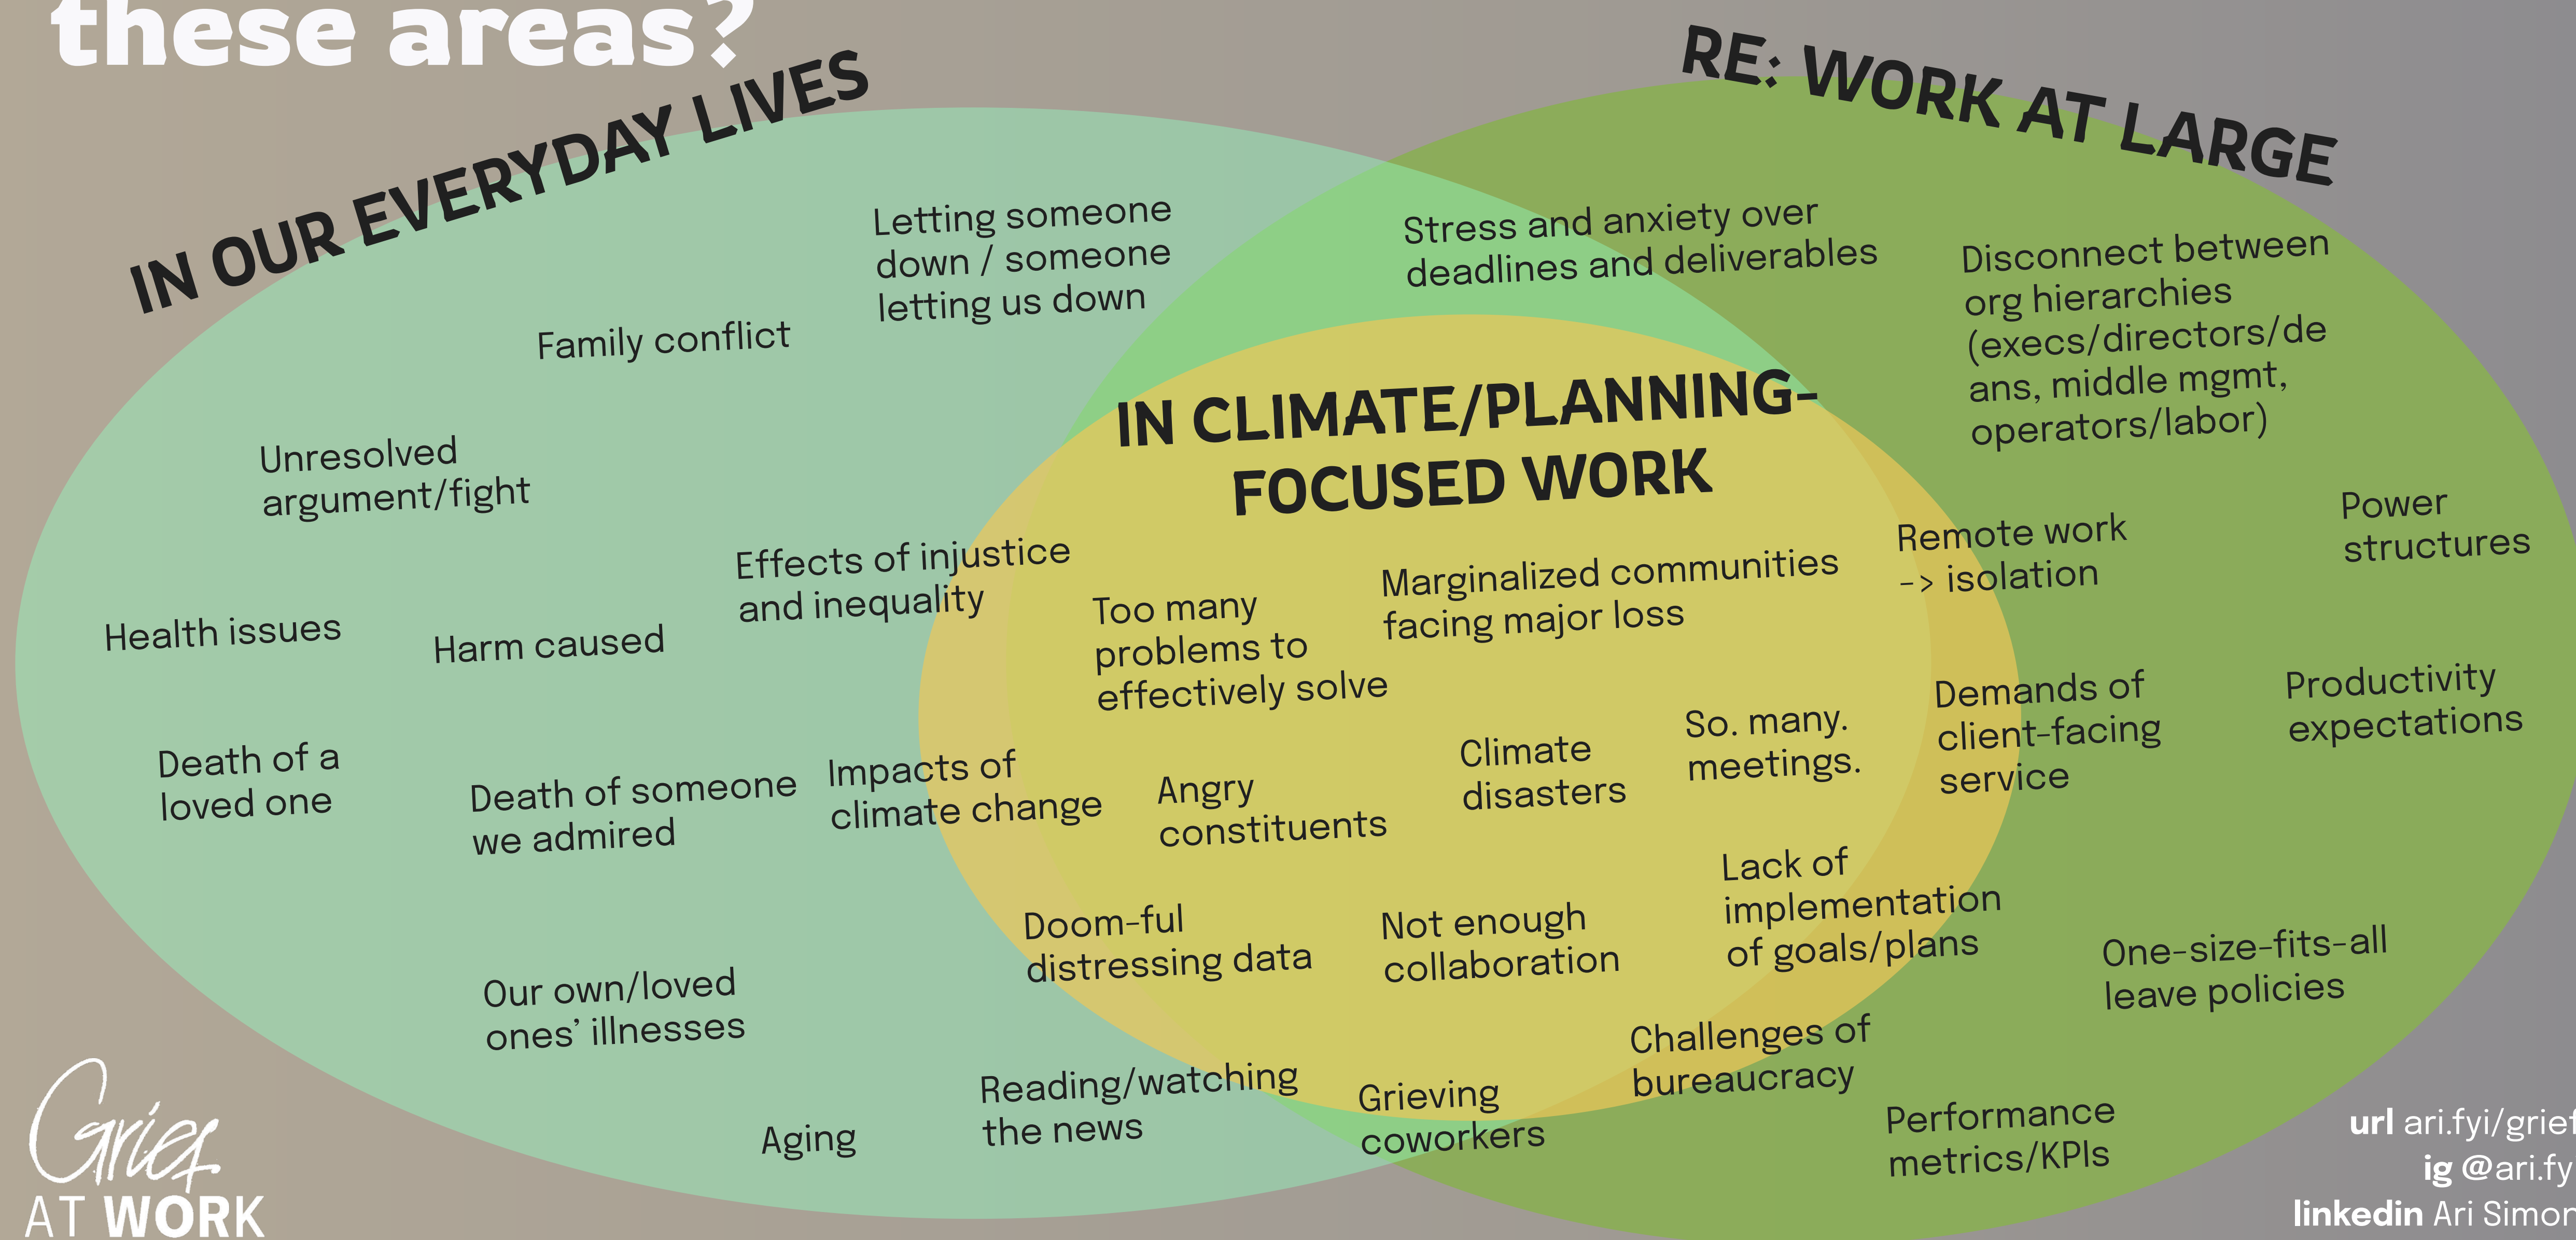 these areas?
IN OUR EVERYDAY LIVES
RE: WORK AT LARGE
Letting someone
down / someone
letting us down
Stress and anxiety over
deadlines and deliverables
Disconnect between
org hierarchies
(execs/directors/de
ans, middle mgmt,
operators/labor)
Family conflict
IN CLIMATE/PLANNING-
FOCUSED WORK
Unresolved
argument/fight
Power
structures
Effects of injustice
and inequality
Remote work
-> isolation
Marginalized communities
facing major loss
Too many
problems to
effectively solve
Health issues
Harm caused
Demands of
client-facing
service
Productivity
expectations
So. many.
meetings.
Death of a
loved one
Death of someone
we admired
Impacts of
climate change
Angry
constituents
Climate
disasters
Lack of
implementation
of goals/plans
Doom-ful
distressing data
Not enough
collaboration
One-size-fits-all
leave policies
Our own/loved
ones’ illnesses
Challenges of
bureaucracy
Reading/watching
the news
Grieving
coworkers
Aging
Performance
metrics/KPIs
Grief
AT WORK
url ari.fyi/grief
ig @ari.fy
linkedin Ari Simon